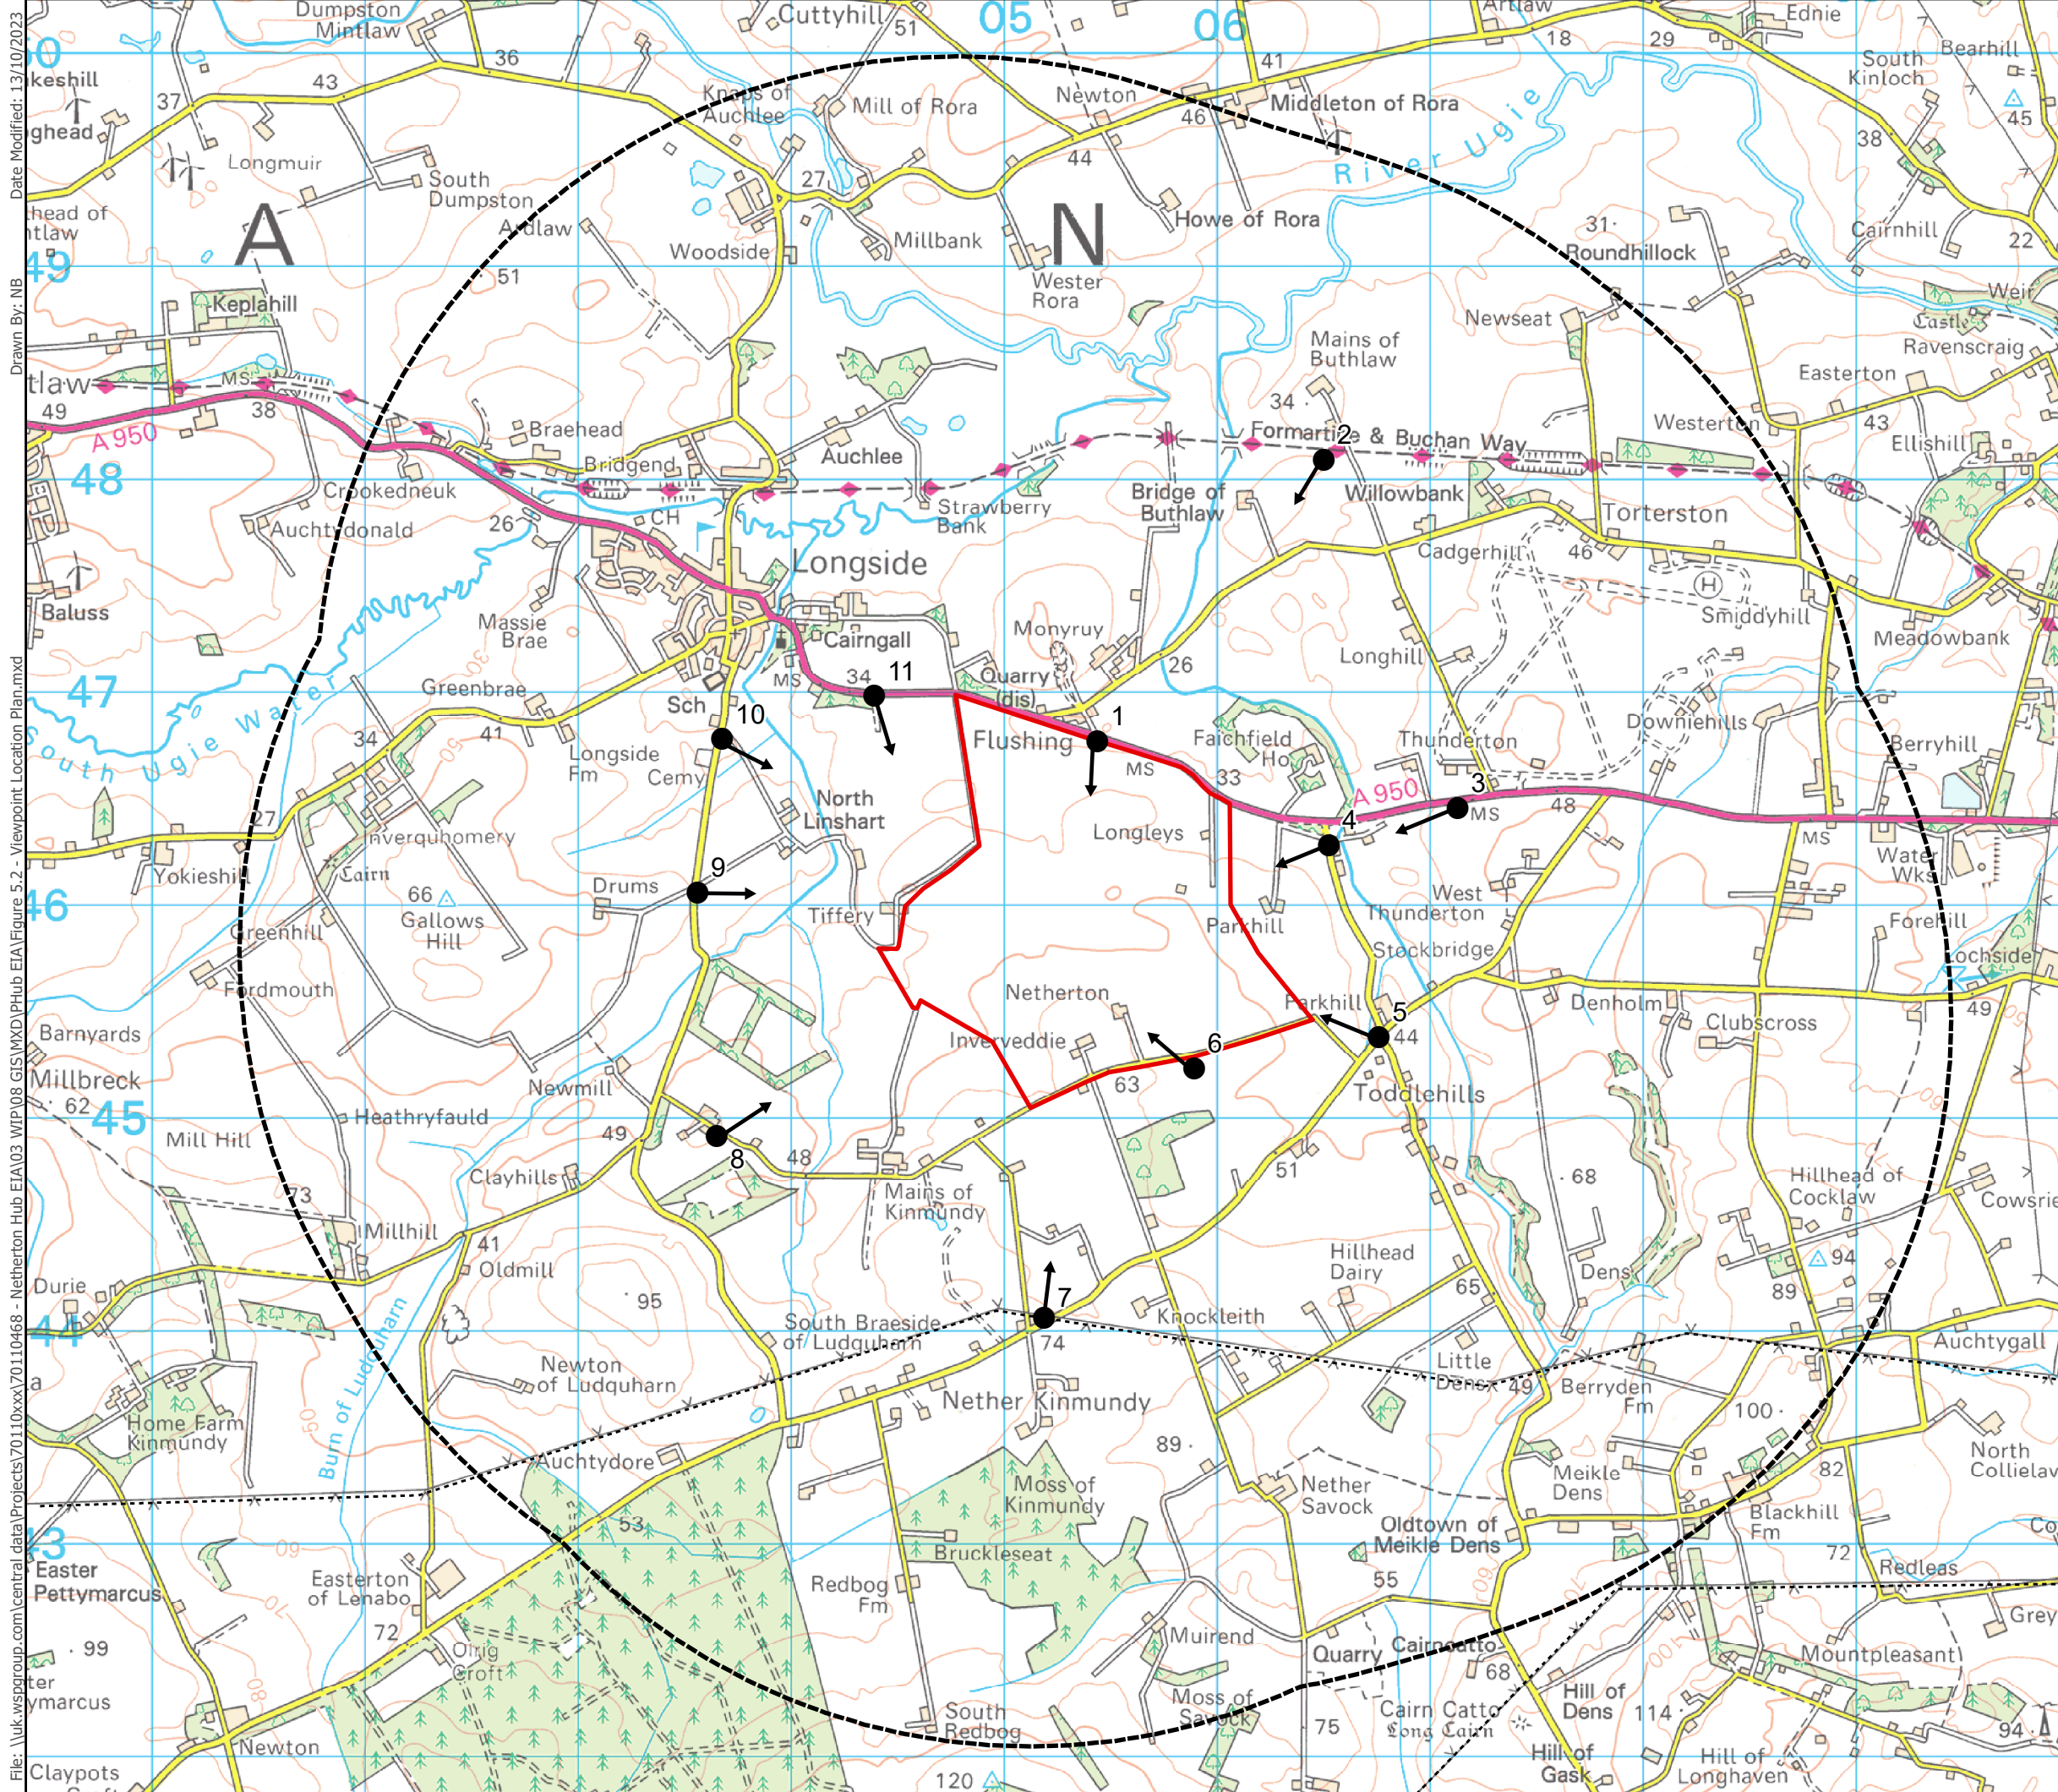 Date Modified: 13/10/2023
Drawn By: NB
File: \\uk.wspgroup.com\central data\Projects\70110xxx\70110468 - Netherton Hub EIA\03 WIP\08 GIS\MXD\PHub EIA\Figure 5.2 - Viewpoint Location Plan.mxd
Dumpston
Mintlaw
Cuttyhill
51
05
06
Artlaw
18
29
Ednie
50
36
41
South
Kinloch
Bearhill
43
37
Knaps of
Auchlee
Mill of Rora
Newton
46
Middleton of Rora
45
38
Longmuir
South
Dumpston
27
44
River Ugie
A
N
Ardlaw
Woodside
Millbank
Howe of Rora
31
Roundhillock
Cairnhill
22
49
51
Wester
Rora
Weir
Keplahill
Newseat
Mains of
Buthlaw
Castle
Ravenscraig
tlaw
MS
49
38
A 950
Easterton
34
Braehead
Westerton
43
Formartine & Buchan Way
2
Ellishill
Bridgend
Auchlee
48
Crookedneuk
Strawberry
Bank
Bridge of
Buthlaw
Willowbank
Torterston
26
CH
Auchtydonald
Longside
Cadgerhill
46
H
Baluss
Massie
Brae
Smiddyhill
Monyruy
Cairngall
Meadowbank
Longhill
26
47
MS
34
11
Quarry
(dis)
Greenbrae
Sch
10
1
South Ugie Water
34
41
Flushing
MS
Faichfield
Ho
Thunderton
Downiehills
Berryhill
Longside
Fm
Cemy
33
A 950
3
MS
48
North
Linshart
27
Inverquhomery
Longleys
4
MS
Water
Wks
Yokieshill
Cairn
Drums
9
West
Thunderton
46
66
Gallows
Hill
Tiffery
Parkhill
Forehill
Greenhill
Stockbridge
Lochside
Fordmouth
Netherton
Parkhill
Denholm
49
5
44
Clubscross
Barnyards
Inverveddie
6
Millbreck
62
Newmill
63
Toddlehills
45
Heathryfauld
Mill Hill
49
8
48
51
Clayhills
Mains of
Kinmundy
68
Hillhead of
Cocklaw
Cowsrie
73
Millhill
41
Oldmill
Hillhead
Dairy
Dens
94
Durie
95
65
89
7
74
South Braeside
of Ludquharn
Knockleith
44
Auchtygall
Burn of Ludquharn
Newton
of Ludquharn
Little
Dens
49
Berryden
Fm
Home Farm
Kinmundy
Nether Kinmundy
100
89
Auchtydore
North
Collielaw
82
Moss of
Kinmundy
Nether
Savock
Meikle
Dens
Blackhill
Fm
53
43
Oldtown of
Meikle Dens
72
Bruckleseat
Easter
Pettymarcus
Easterton
of Lenabo
Redbog
Fm
55
Redleas
Grey
72
Muirend
99
Olrig
Croft
Quarry
Cairncatto
68
Mountpleasant
South
Redbog
Moss of
Savock
75
Cairn Catto
Long Cairn
Hill of
Dens
114
94
Newton
Claypots
Hill of
Gask
Hill of
Longhaven
120